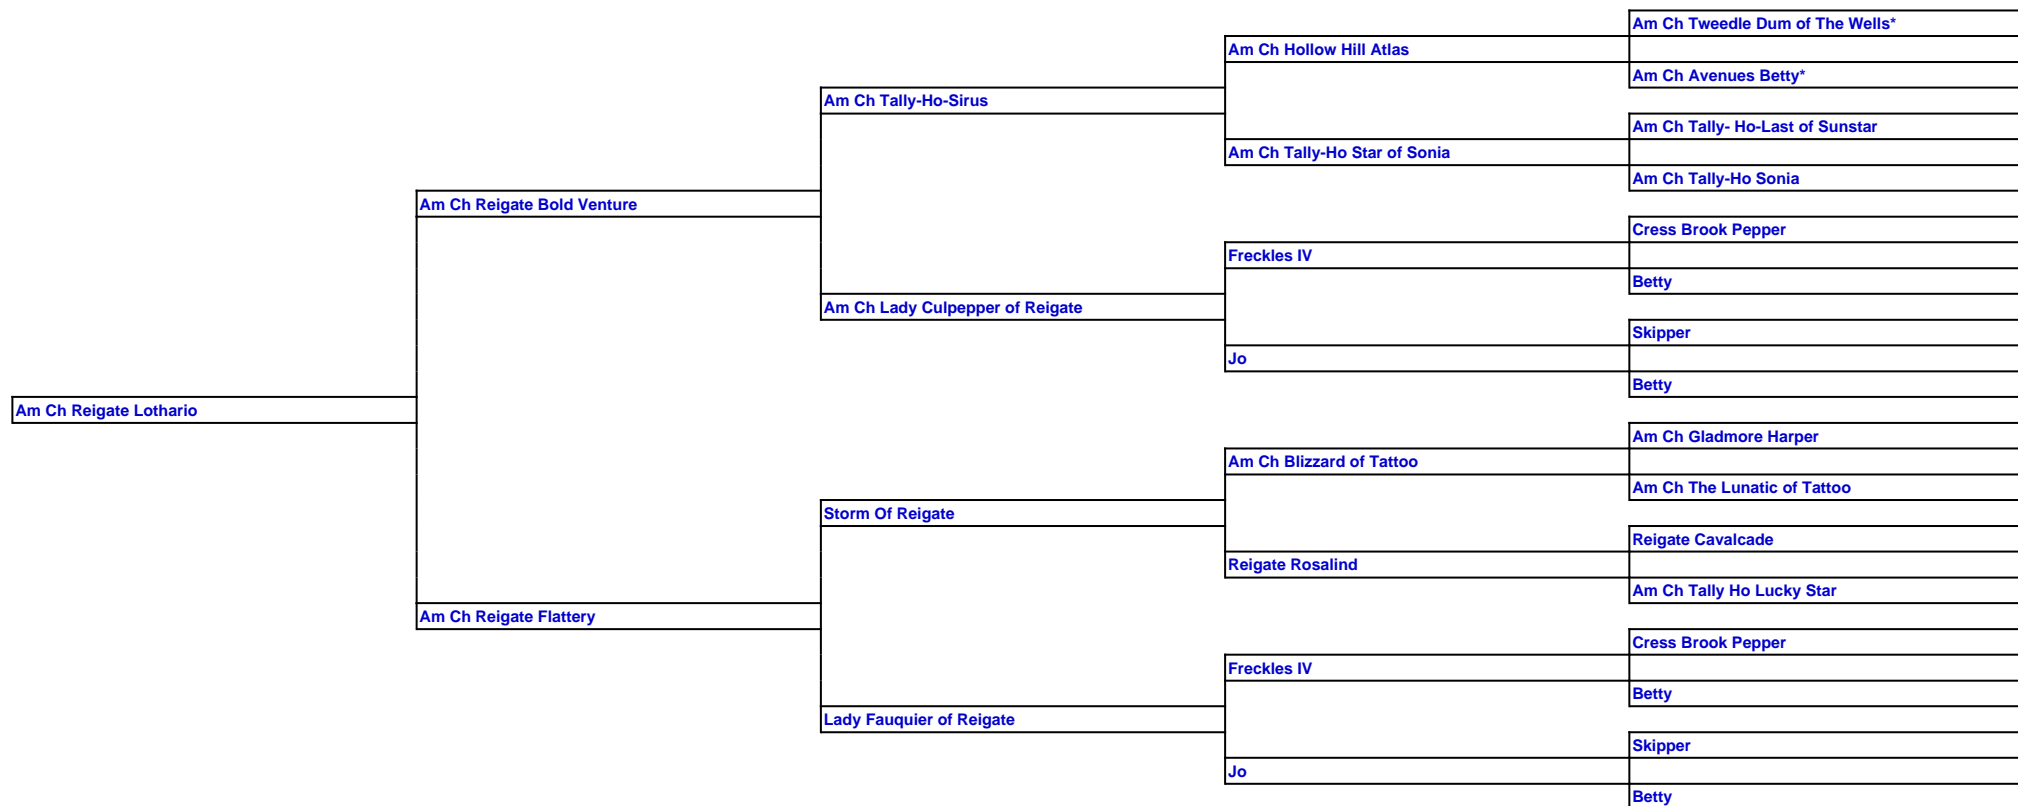 Am Ch Tweedle Dum of The Wells*
Am Ch Hollow Hill Atlas
Am Ch Avenues Betty*
Am Ch Tally-Ho-Sirus
Am Ch Tally- Ho-Last of Sunstar
Am Ch Tally-Ho Star of Sonia
Am Ch Tally-Ho Sonia
Am Ch Reigate Bold Venture
Cress Brook Pepper
Freckles IV
Betty
Am Ch Lady Culpepper of Reigate
Skipper
Jo
Betty
Am Ch Reigate Lothario
Am Ch Gladmore Harper
Am Ch Blizzard of Tattoo
Am Ch The Lunatic of Tattoo
Storm Of Reigate
Reigate Cavalcade
Reigate Rosalind
Am Ch Tally Ho Lucky Star
Am Ch Reigate Flattery
Cress Brook Pepper
Freckles IV
Betty
Lady Fauquier of Reigate
Skipper
Jo
Betty